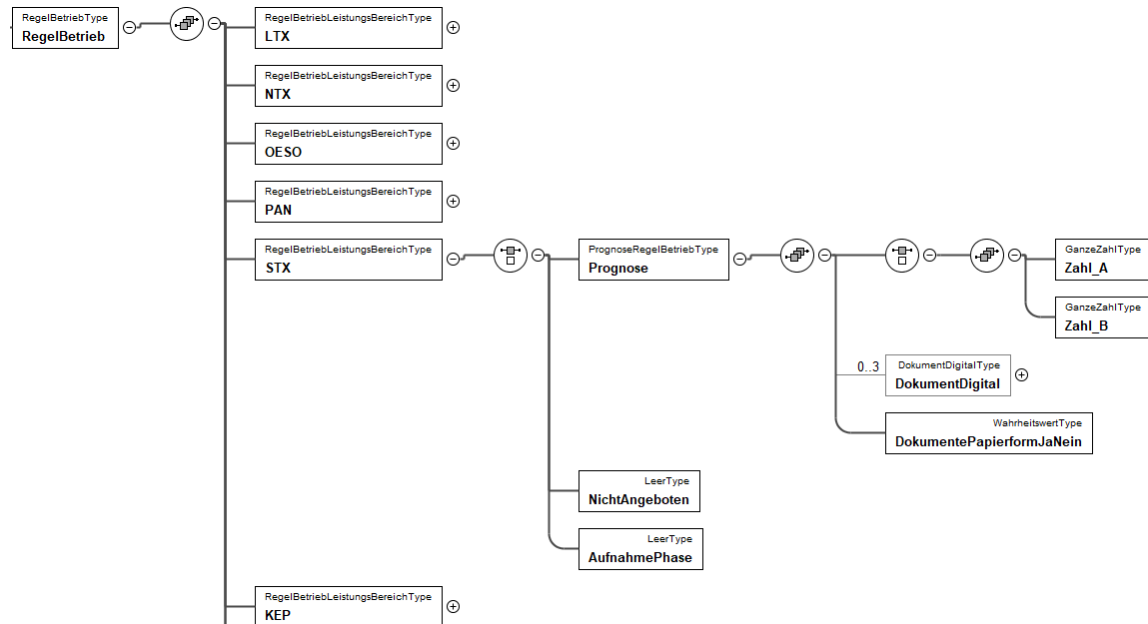 RegelBetriebType
RegelBetrieb
RegelBetriebLeistungsBereichType
LTX
RegelBetriebLeistungsBereichType
NTX
RegelBetriebLeistungsBereichType
OESO
RegelBetriebLeistungsBereichType
PAN
RegelBetriebLeistungsBereichType
STX
PrognoseRegelBetriebType
Prognose
GanzeZahlType
Zahl_A
GanzeZahlType
Zahl_B
0..3
DokumentDigitalType
DokumentDigital
WahrheitswertType
DokumentePapierformJaNein
LeerType
NichtAngeboten
LeerType
AufnahmePhase
RegelBetriebLeistungsBereichType
KEP